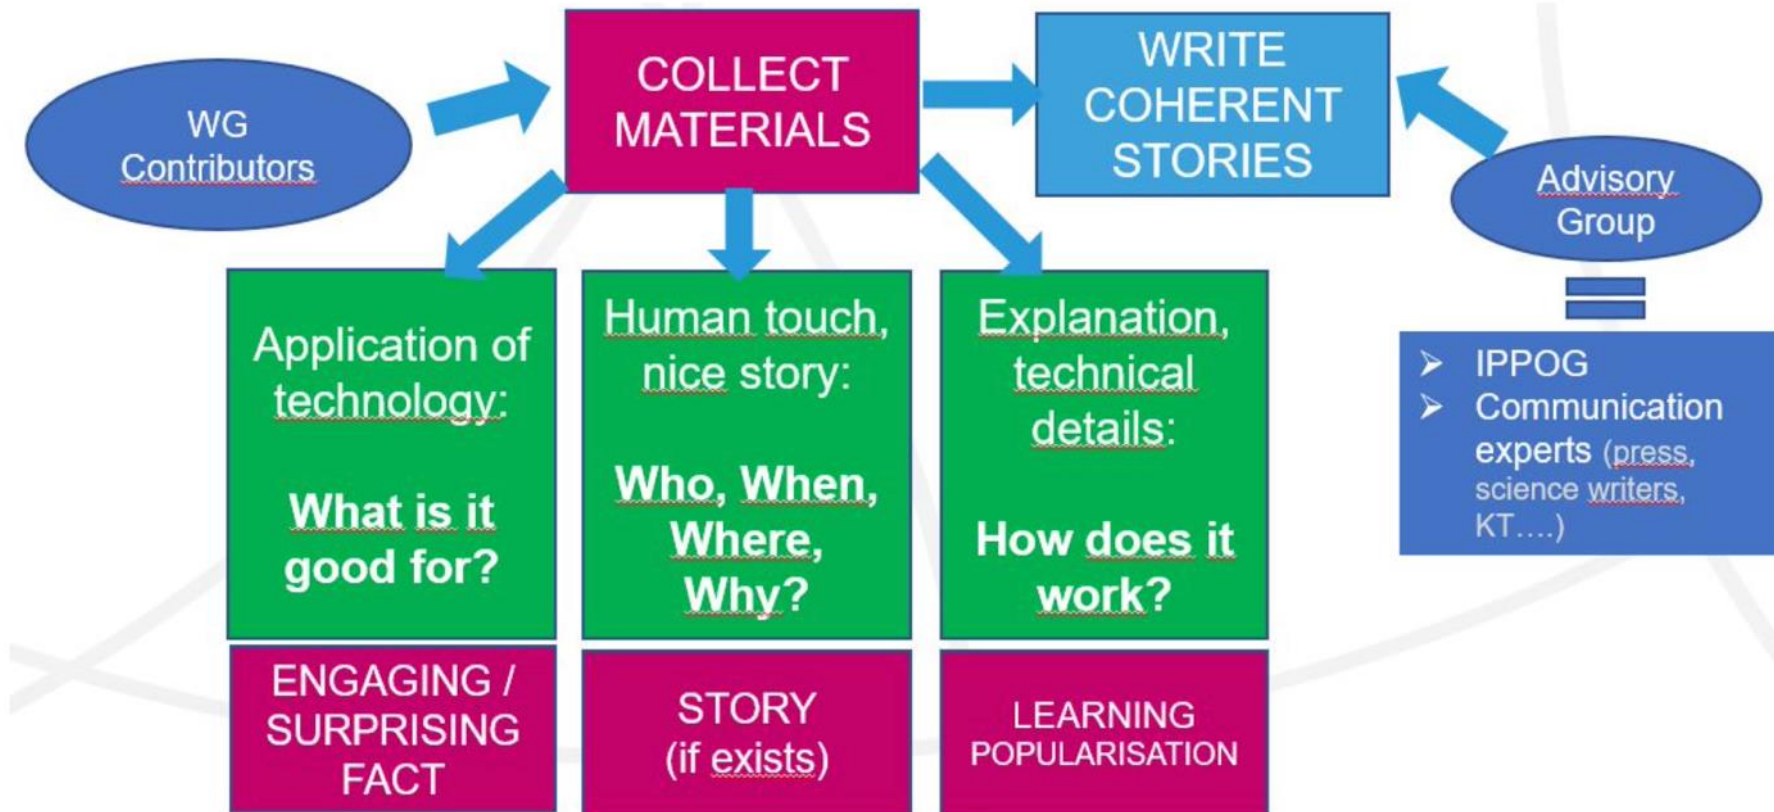 WG
Contributors
COLLECT
MATERIALS
WRITE
COHERENT
STORIES
Advisory
Group
Application of
technology:
What is it
good for?
Human touch,
nice story:
Who, When,
Where,
Why?
Explanation,
technical
details:
How does it
work?
➢ IPPOG
➢ Communication
experts (press,
science writers,
KT....)
ENGAGING /
SURPRISING
FACT
STORY
(if exists)
LEARNING
POPULARISATION